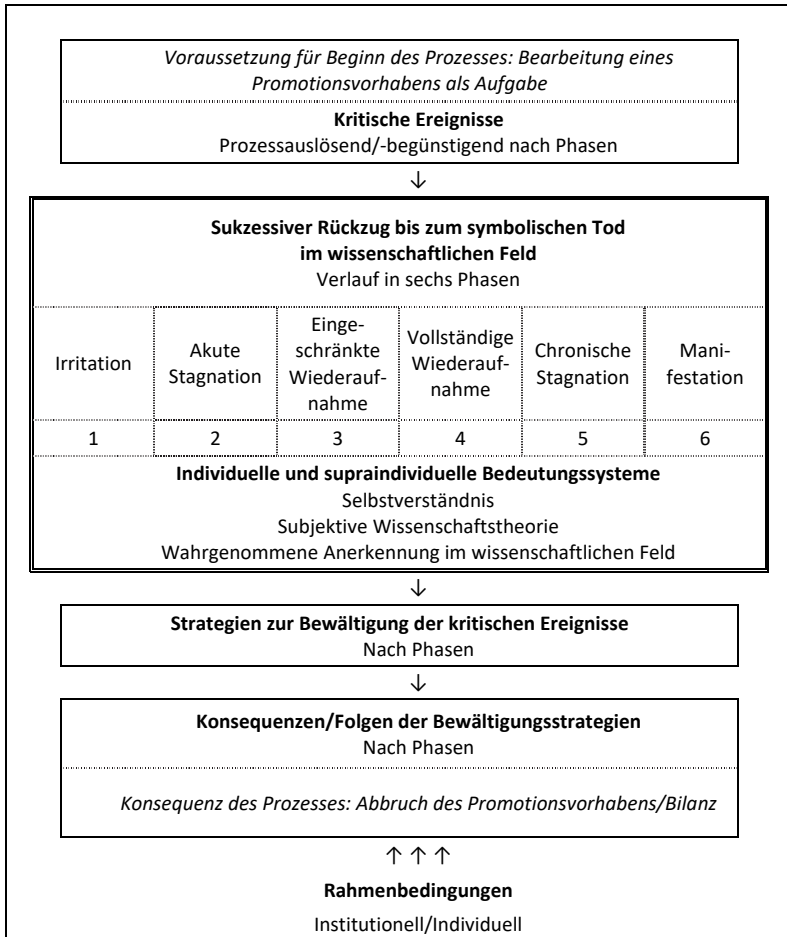 Voraussetzung für Beginn des Prozesses: Bearbeitung eines
Promotionsvorhabens als Aufgabe
Kritische Ereignisse
Prozessauslösend/-begünstigend nach Phasen
↓
Sukzessiver Rückzug bis zum symbolischen Tod
im wissenschaftlichen Feld
Verlauf in sechs Phasen
Irritation
Akute
Stagnation
Einge-
schränkte
Wiederauf-
nahme
Vollständige
Wiederauf-
nahme
Chronische
Stagnation
Mani-
festation
1 2 3 4 5 6
Individuelle und supraindividuelle Bedeutungssysteme
Selbstverständnis
Subjektive Wissenschaftstheorie
Wahrgenommene Anerkennung im wissenschaftlichen Feld
↓
Strategien zur Bewältigung der kritischen Ereignisse
Nach Phasen
↓
Konsequenzen/Folgen der Bewältigungsstrategien
Nach Phasen
Konsequenz des Prozesses: Abbruch des Promotionsvorhabens/Bilanz
↑ ↑ ↑
Rahmenbedingungen
Institutionell/Individuell